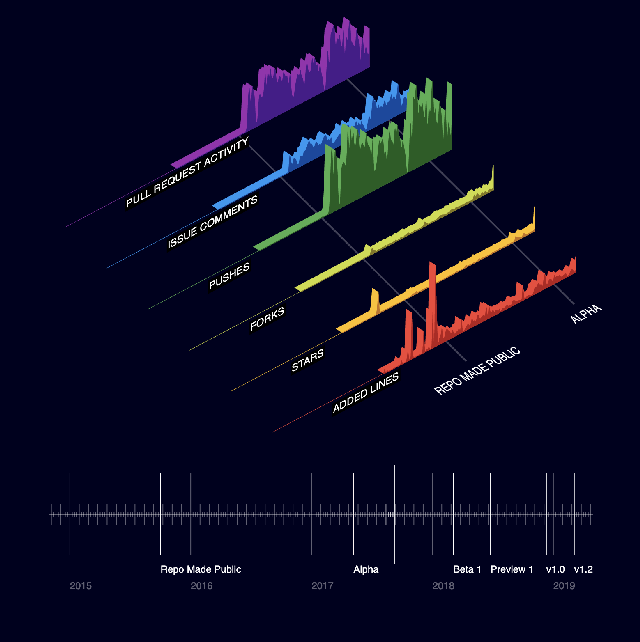 PULL REQUEST ACTIVITY
ISSUE COMMENTS
PUSHES
FORKS
STARS
ADDED LINES
ALPHA
REPO MADE PUBLIC
Repo Made Public Alpha Beta 1 Preview 1 v1.0 v1.2
2015 2016 2017 2018 2019